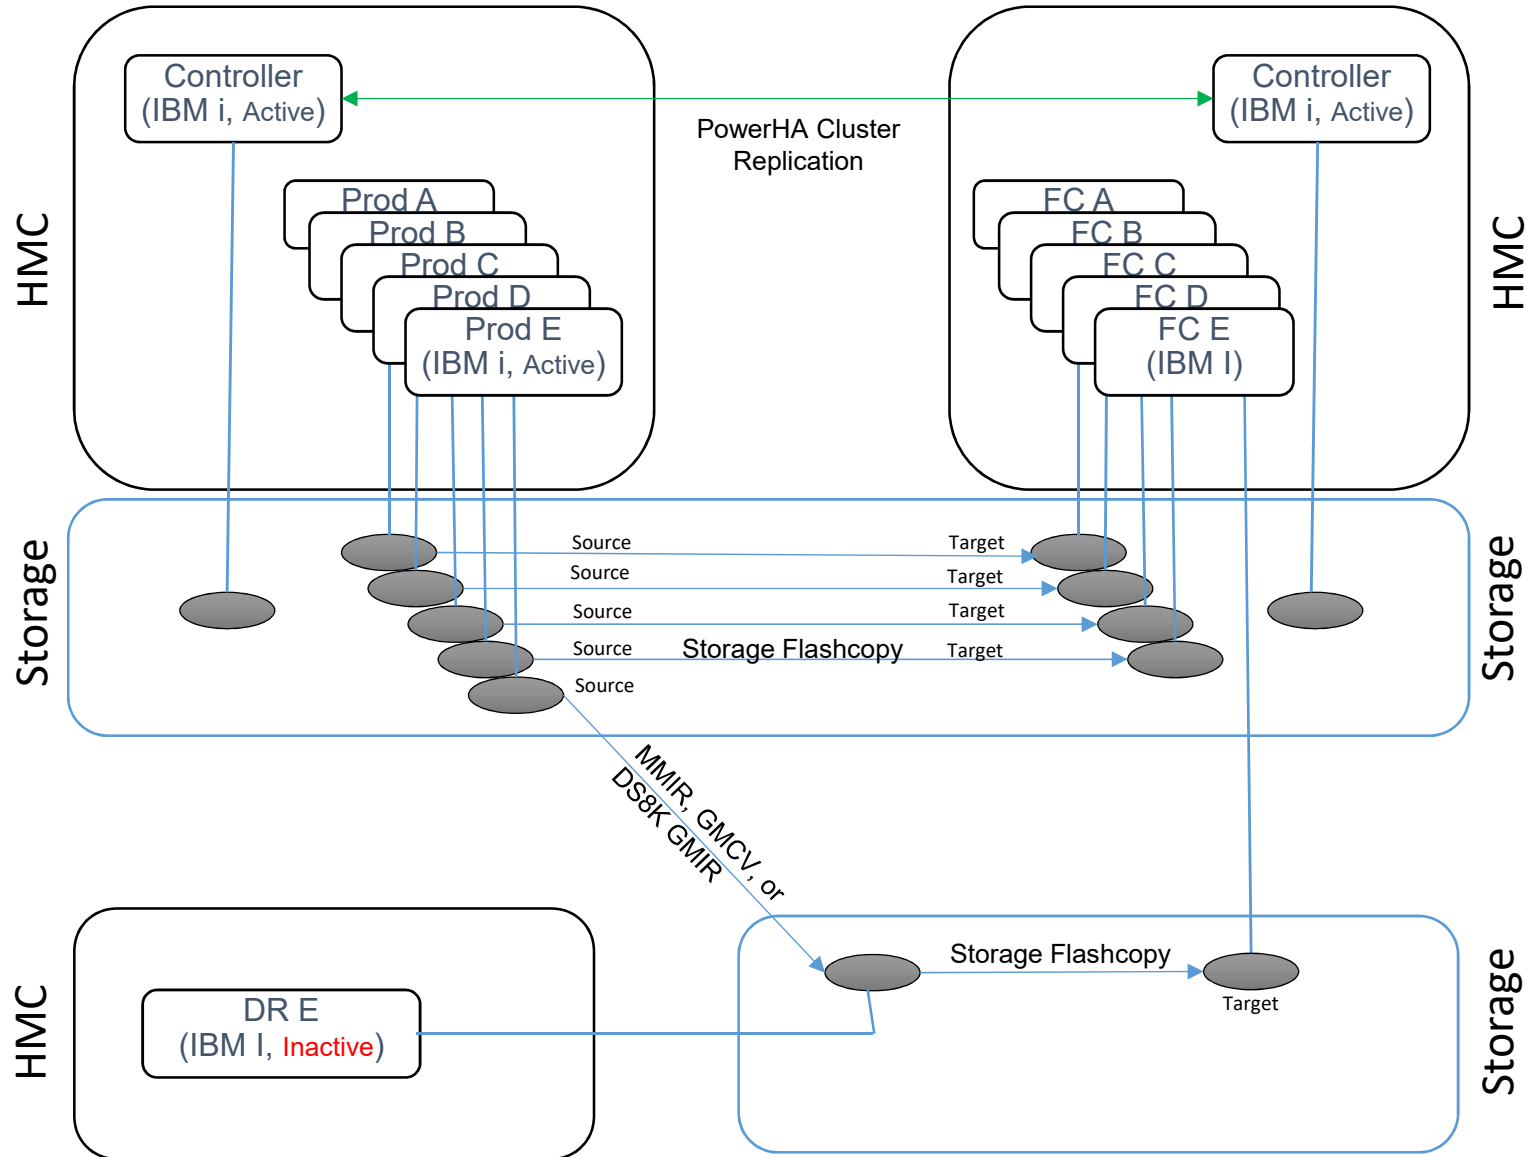 Controller
(IBM i, Active)
Controller
(IBM i, Active)
PowerHA Cluster
Replication
HMC
Prod A
Prod B
Prod C
Prod D
Prod E
(IBM i, Active)
FC A
FC B
FC C
FC D
FC E
(IBM I)
HMC
Storage
Source
Target
Source
Target
Source
Target
Source
Storage Flashcopy
Target
Source
Storage
MMIR, GMCV, or
DS8K GMIR
HMC
DR E
(IBM I, Inactive)
Storage Flashcopy
Target
Storage